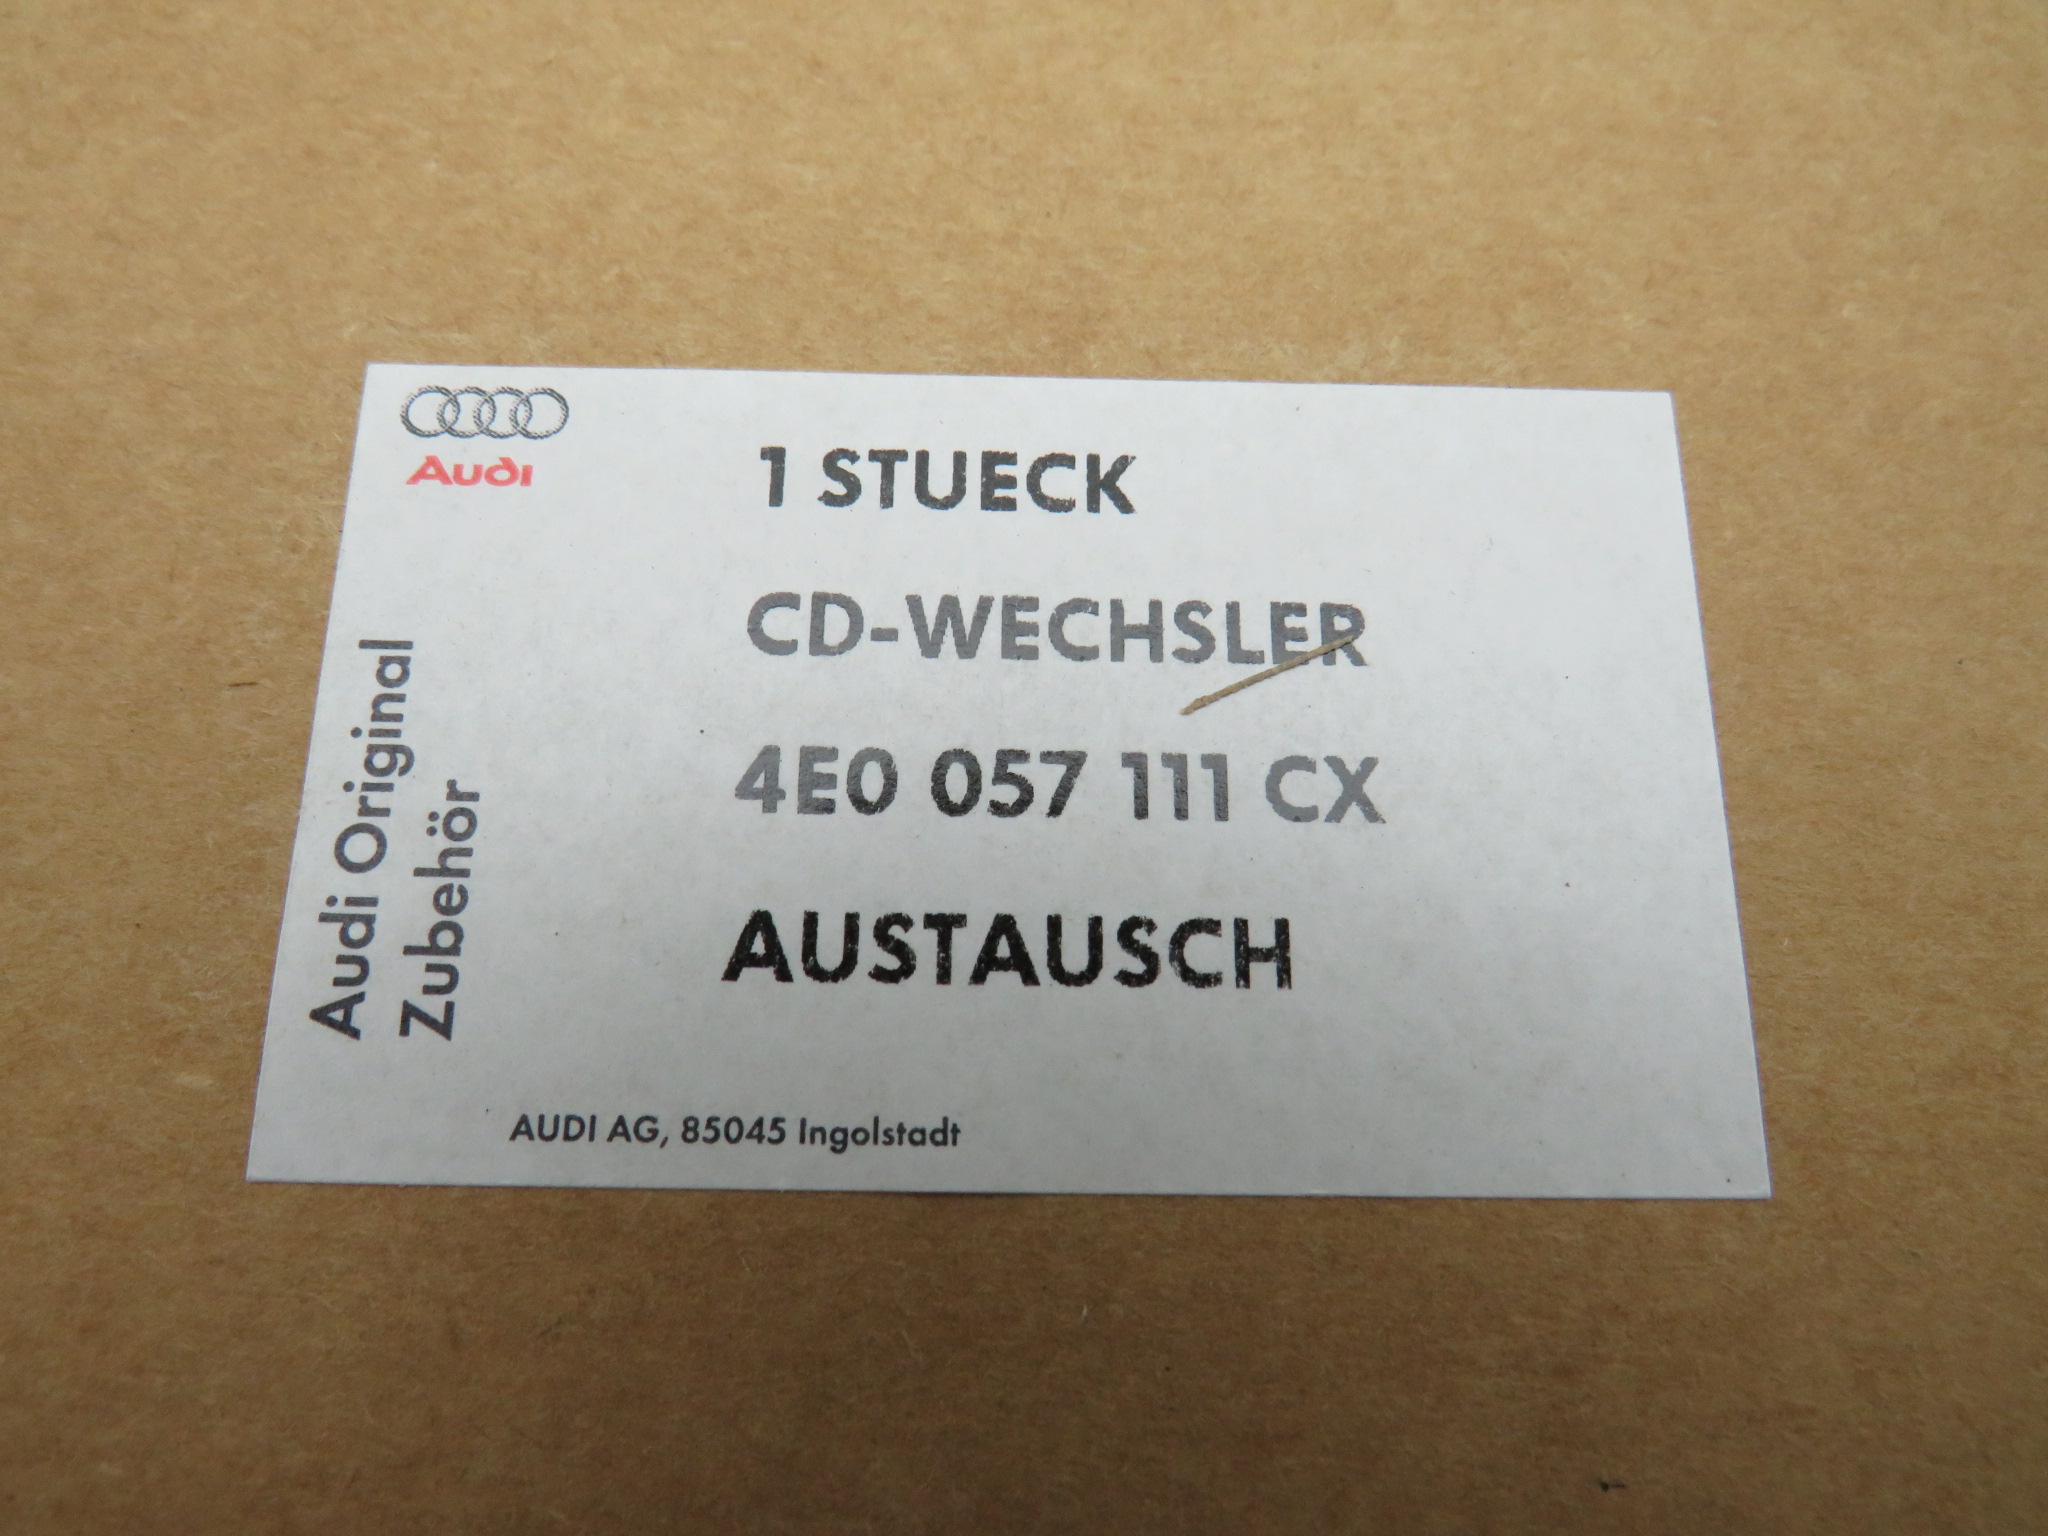 Audi
1 STUECK
CD-WECHSLER
4E0 057 111 CX
AUSTAUSCH
Audi Original
Zubehör
AUDI AG, 85045 Ingolstadt